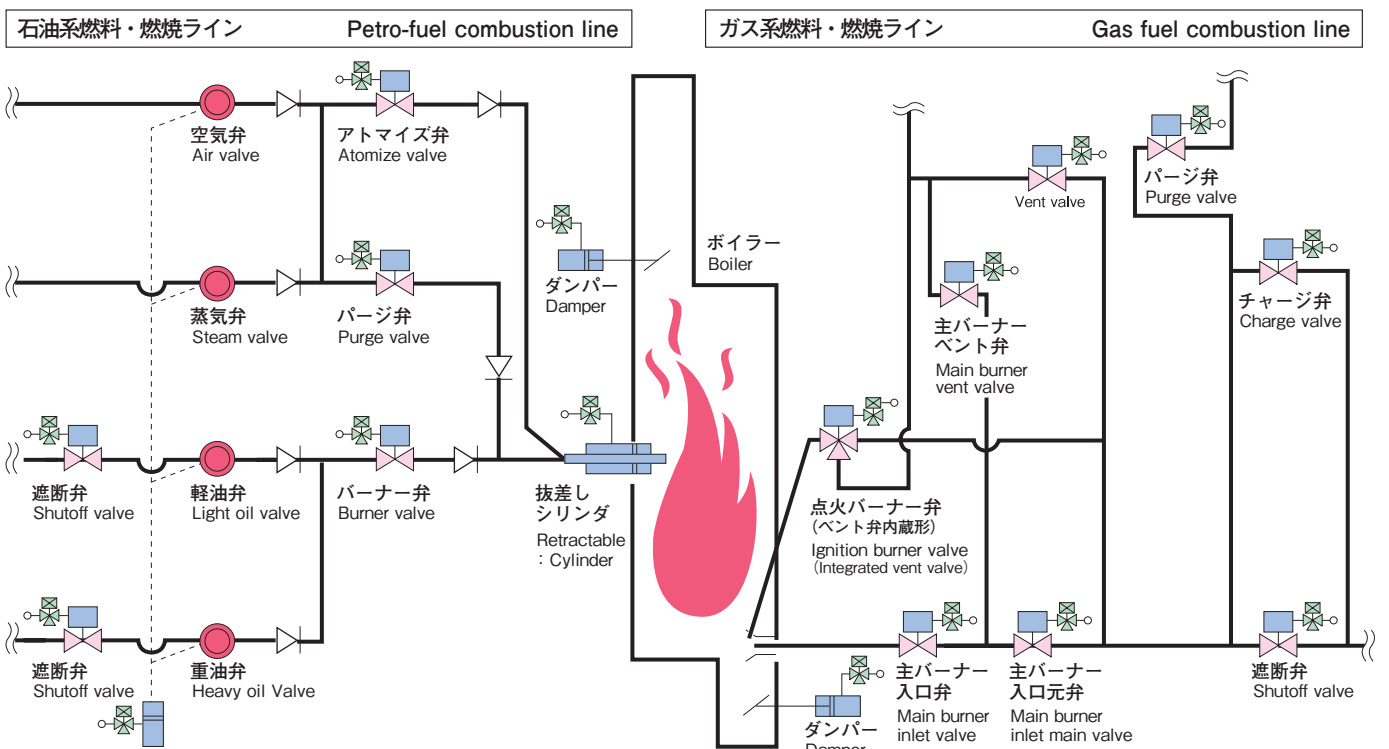 石油系燃料・燃焼ライン Petro-fuel combustion line
ガス系燃料・燃焼ライン Gas fuel combustion line
空気弁
Air valve
アトマイズ弁
Atomize valve
蒸気弁
Steam valve
パージ弁
Purge valve
ダンパー
Damper
ボイラー
Boiler
遮断弁
Shutoff valve
軽油弁
Light oil valve
バーナー弁
Burner valve
抜差し
シリンダ
Retractable
: Cylinder
遮断弁
Shutoff valve
重油弁
Heavy oil Valve
Vent valve
パージ弁
Purge valve
主バーナー
ベント弁
Main burner
vent valve
チャージ弁
Charge valve
点火バーナー弁
(ベント弁内蔵形)
Ignition burner valve
(Integrated vent valve)
ダンパー
Damper
主バーナー
入口弁
Main burner
inlet valve
主バーナー
入口元弁
Main burner
inlet main valve
遮断弁
Shutoff valve